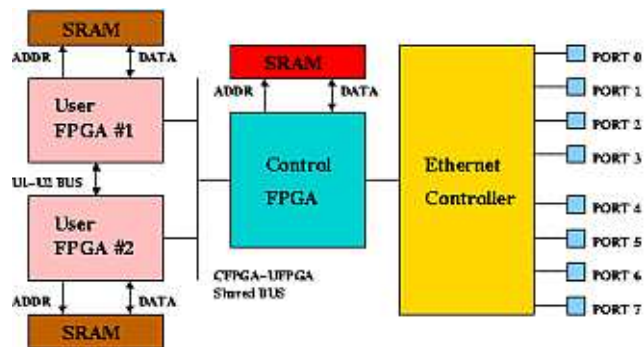 SRAM
ADDR
DATA
User
FPGA #1
U1-U2 BUS
User
FPGA #2
ADDR
DATA
SRAM
SRAM
ADDR
DATA
Control
FPGA
CFPGA-UFPGA
Shared BUS
Ethernet
Controller
PORT 0
PORT 1
PORT 2
PORT 3
PORT 4
PORT 5
PORT 6
PORT 7